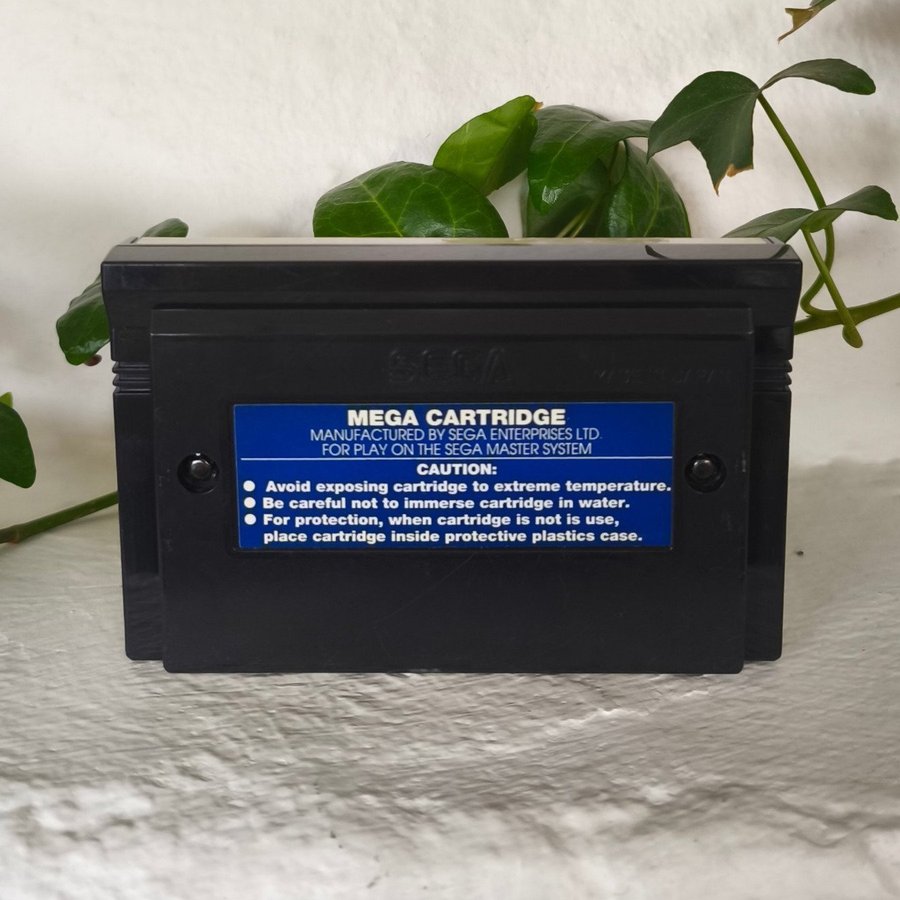 SEGA
MEGA CARTRIDGE
MANUFACTURED BY SEGA ENTERPRISES LTD.
FOR PLAY ON THE SEGA MASTER SYSTEM
CAUTION:
● Avoid exposing cartridge to extreme temperature.
● Be careful not to immerse cartridge in water.
● For protection, when cartridge is not is use,
place cartridge inside protective plastics case.